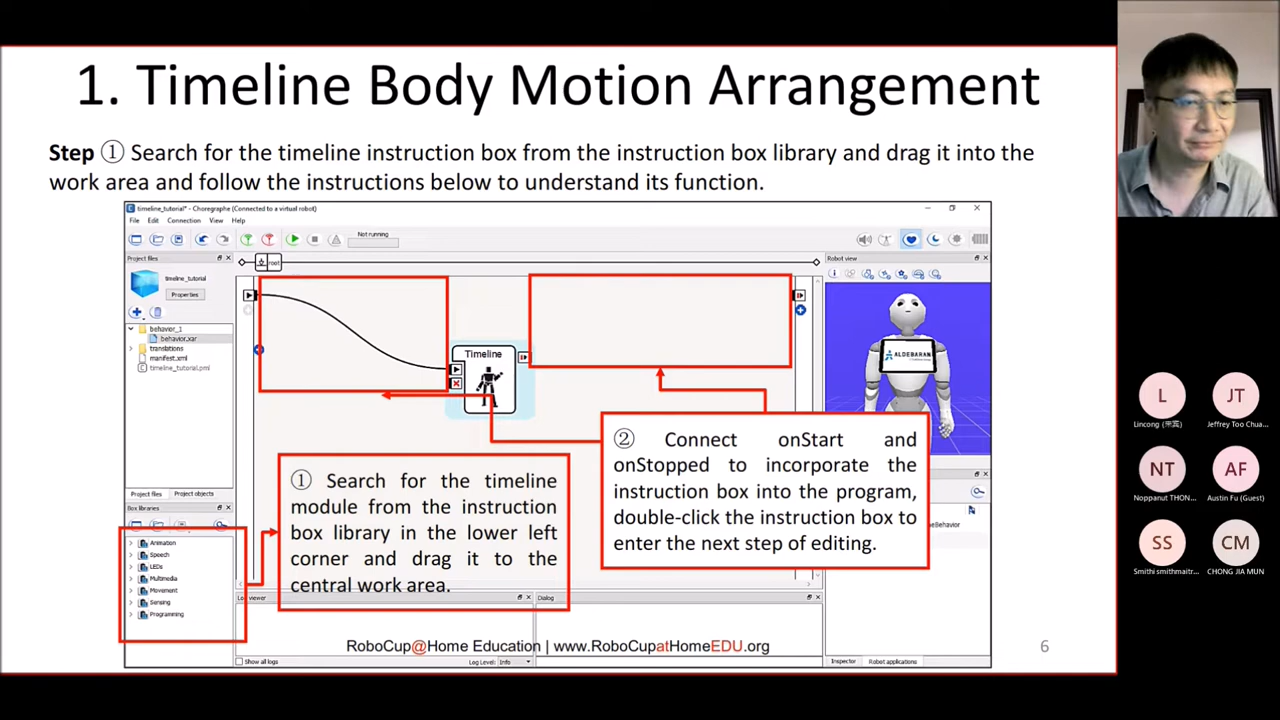 1. Timeline Body Motion Arrangement
Step ① Search for the timeline instruction box from the instruction box library and drag it into the
work area and follow the instructions below to understand its function.
timeline_tutorial* - Choregraphe (Connected to a virtual robot)
File Edit Connection View Help
Not running
Project files
root
Robot view
timeline_tutorial
Properties
behavior_1
behavior.xar
translations
manifest.xml
timeline_tutorial.pml
Timeline
ALDEBARAN
① Search for the timeline
module from the instruction
box library in the lower left
corner and drag it to the
central work area.
② Connect onStart and
onStopped to incorporate the
instruction box into the program,
double-click the instruction box to
enter the next step of editing.
Project files Project objects
Box libraries
Animation
Speech
LEDs
Multimedia
Movement
Sensing
Programming
Dialog
Show all logs
Log Level: Info
Inspector Robot applications
RoboCup@Home Education | www.RoboCupatHomeEDU.org
6
L
Lincong (来宾)
JT
Jeffrey Too Chua...
NT
Noppanut THON...
AF
Austin Fu (Guest)
SS
Smithi smithmaitr...
CM
CHONG JIA MUN